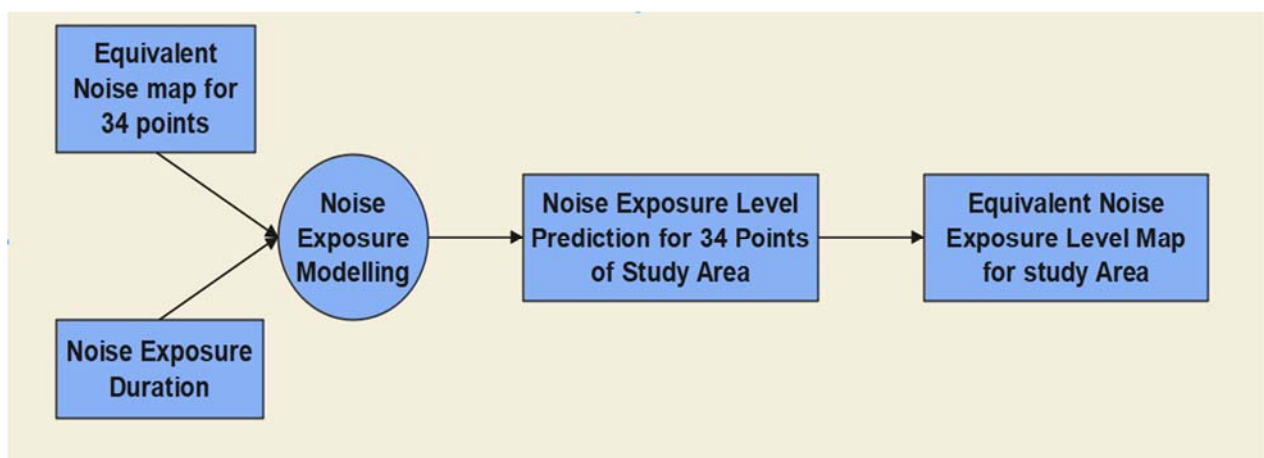 Equivalent
Noise map for
34 points
Noise Exposure
Duration
Noise
Exposure
Modelling
Noise Exposure Level
Prediction for 34 Points
of Study Area
Equivalent Noise
Exposure Level Map
for study Area